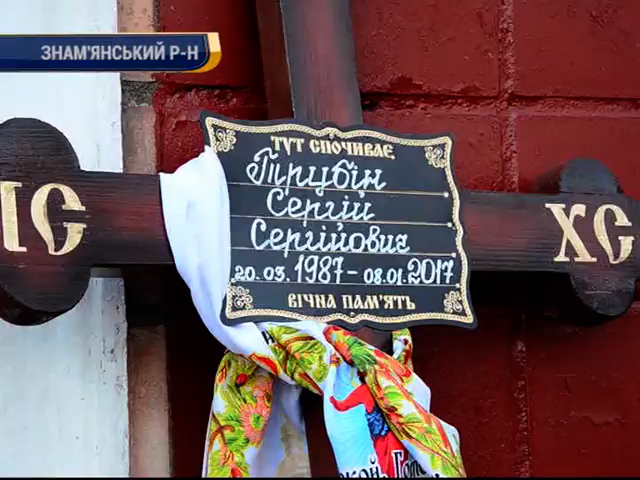 ЗНАМ'ЯНСЬКИЙ Р-Н
ТУТ СПОЧИВАЄ
Трубін
Сергій
Сергійович
20.03.1987-08.01.2017
ВІЧНА ПАМ'ЯТЬ
ІС
ХС